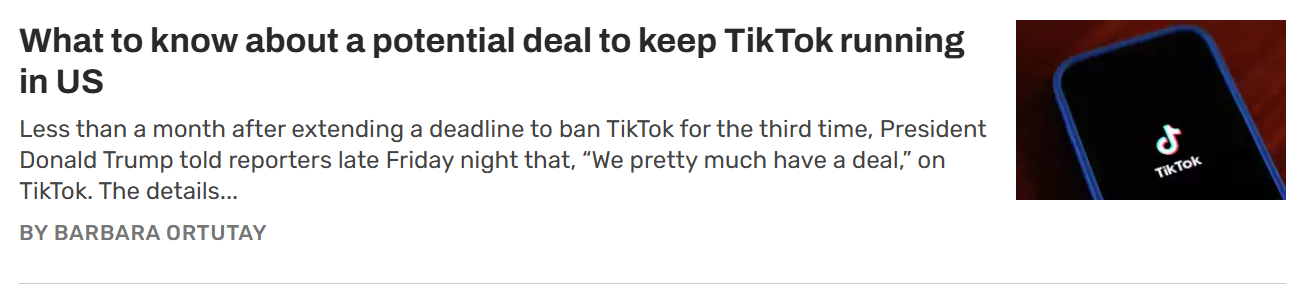 What to know about a potential deal to keep TikTok running
in US
Less than a month after extending a deadline to ban TikTok for the third time, President
Donald Trump told reporters late Friday night that, “We pretty much have a deal,” on
TikTok. The details...
BY BARBARA ORTUTAY
TikTok